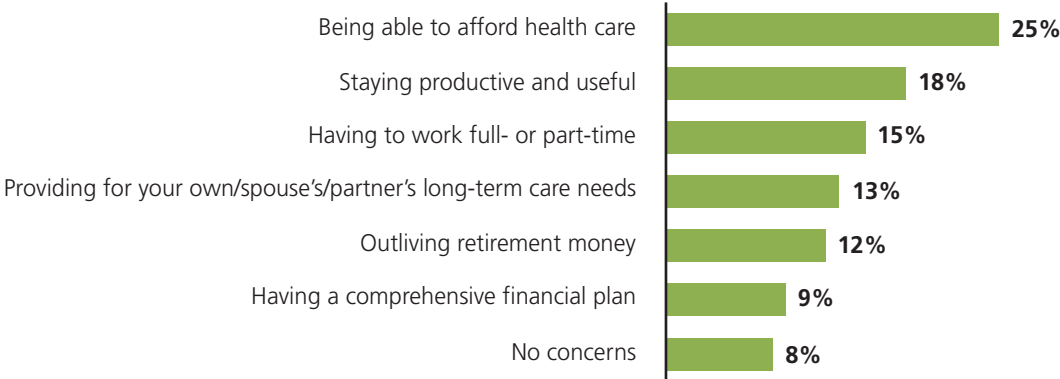 Being able to afford health care 25%
Staying productive and useful 18%
Having to work full- or part-time 15%
Providing for your own/spouse's/partner's long-term care needs 13%
Outliving retirement money 12%
Having a comprehensive financial plan 9%
No concerns 8%